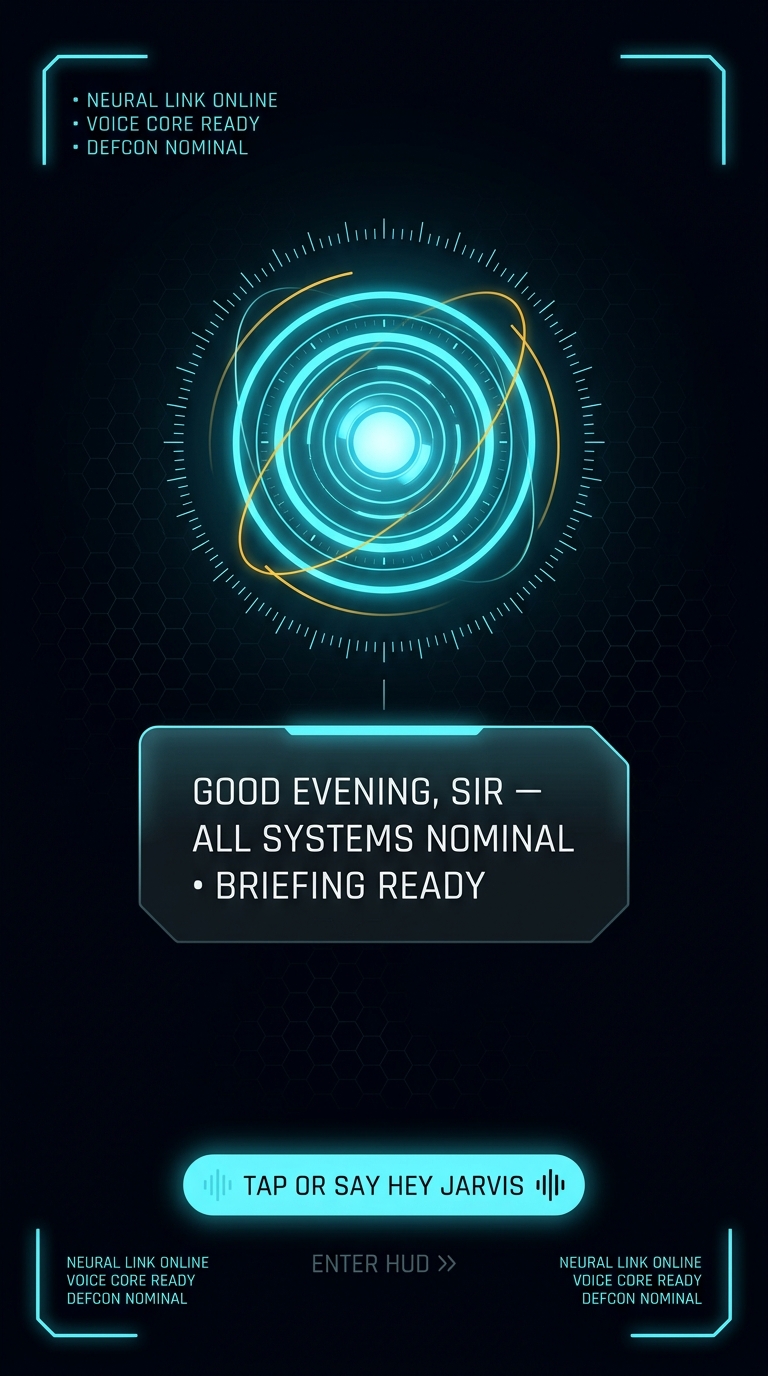 • NEURAL LINK ONLINE
• VOICE CORE READY
• DEFCON NOMINAL
GOOD EVENING, SIR —
ALL SYSTEMS NOMINAL
• BRIEFING READY
TAP OR SAY HEY JARVIS
ENTER HUD »
NEURAL LINK ONLINE
VOICE CORE READY
DEFCON NOMINAL
NEURAL LINK ONLINE
VOICE CORE READY
DEFCON NOMINAL